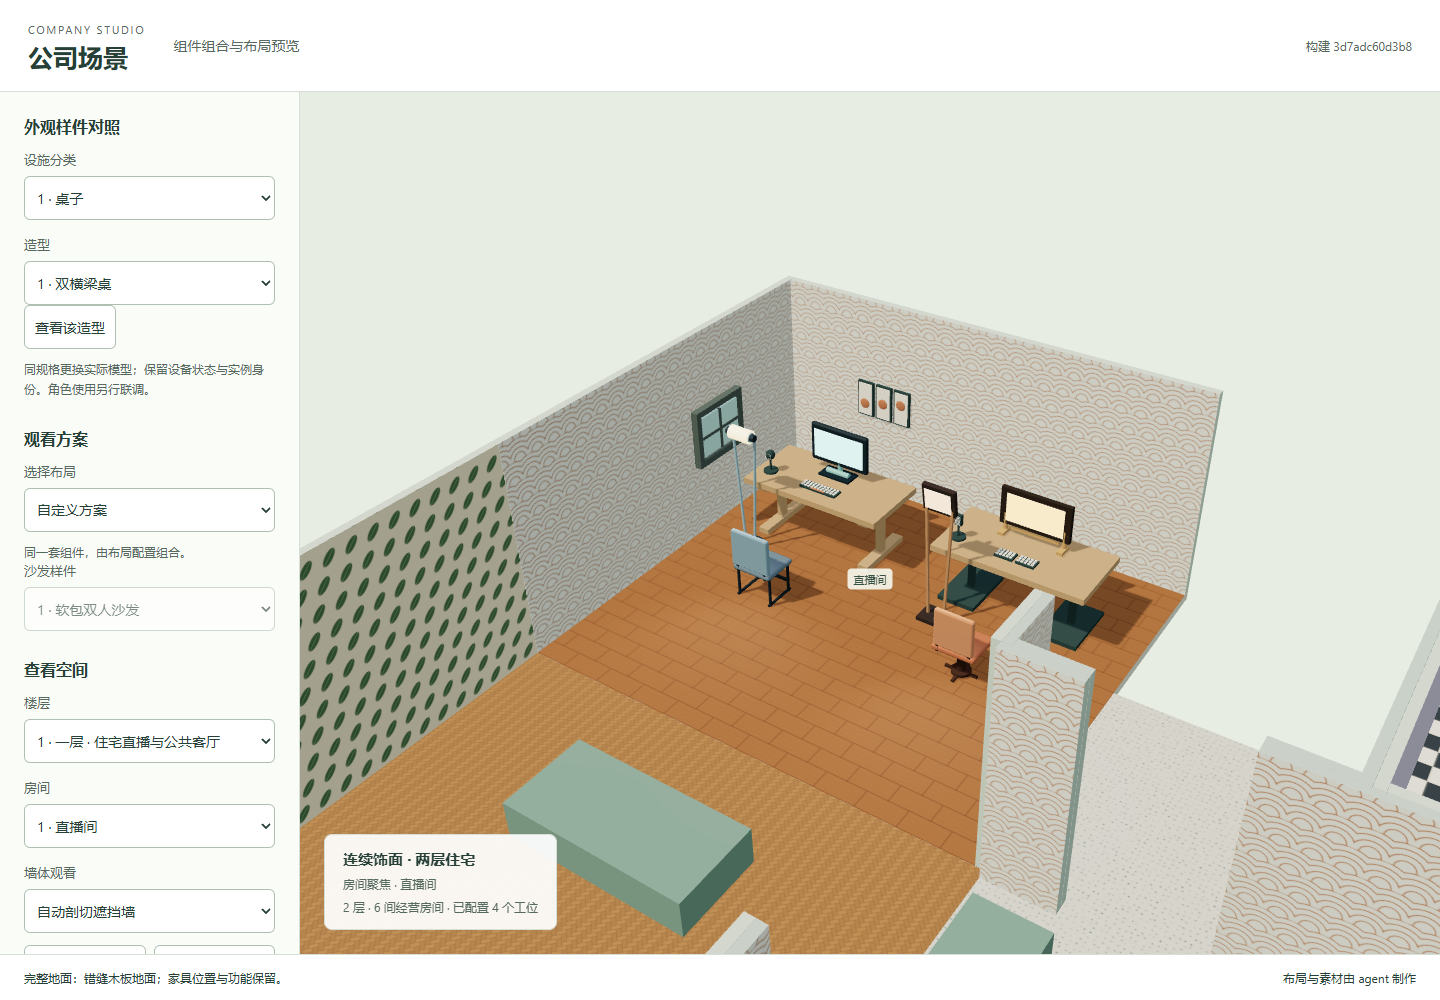 COMPANY STUDIO
公司场景
组件组合与布局预览
构建 3d7adc60d3b8
外观样件对照
设施分类
1 · 桌子
造型
1 · 双横梁桌
查看该造型
同规格更换实际模型；保留设备状态与实例身
份。角色使用另行联调。
观看方案
选择布局
自定义方案
同一套组件，由布局配置组合。
沙发样件
1 · 软包双人沙发
查看空间
楼层
1 · 一层 · 住宅直播与公共客厅
房间
1 · 直播间
墙体观看
自动剖切遮挡墙
直播间
连续饰面 · 两层住宅
房间聚焦 · 直播间
2 层 · 6 间经营房间 · 已配置 4 个工位
完整地面：错缝木板地面；家具位置与功能保留。
布局与素材由 agent 制作